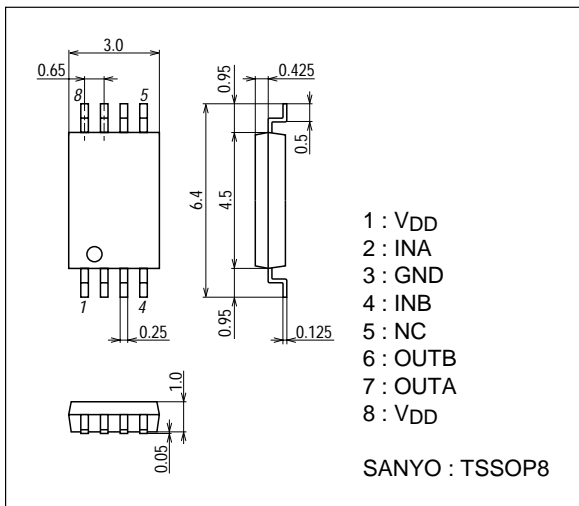 3.0
0.65
8
5
0.95
0.425
0.5
6.4
4.5
1
4
0.25
0.95
0.125
1.0
0.05
1 : VDD
2 : INA
3 : GND
4 : INB
5 : NC
6 : OUTB
7 : OUTA
8 : VDD
SANYO : TSSOP8